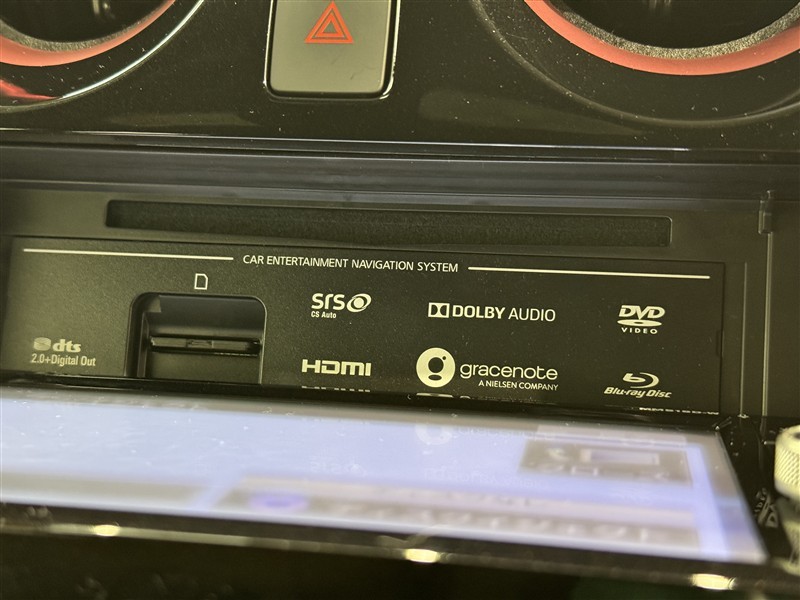 CAR ENTERTAINMENT NAVIGATION SYSTEM
SRS
CS Auto
DOLBY AUDIO
DVD
VIDEO
dts
2.0+Digital Out
HDMI
gracenote
A NIELSEN COMPANY
Blu-ray Disc